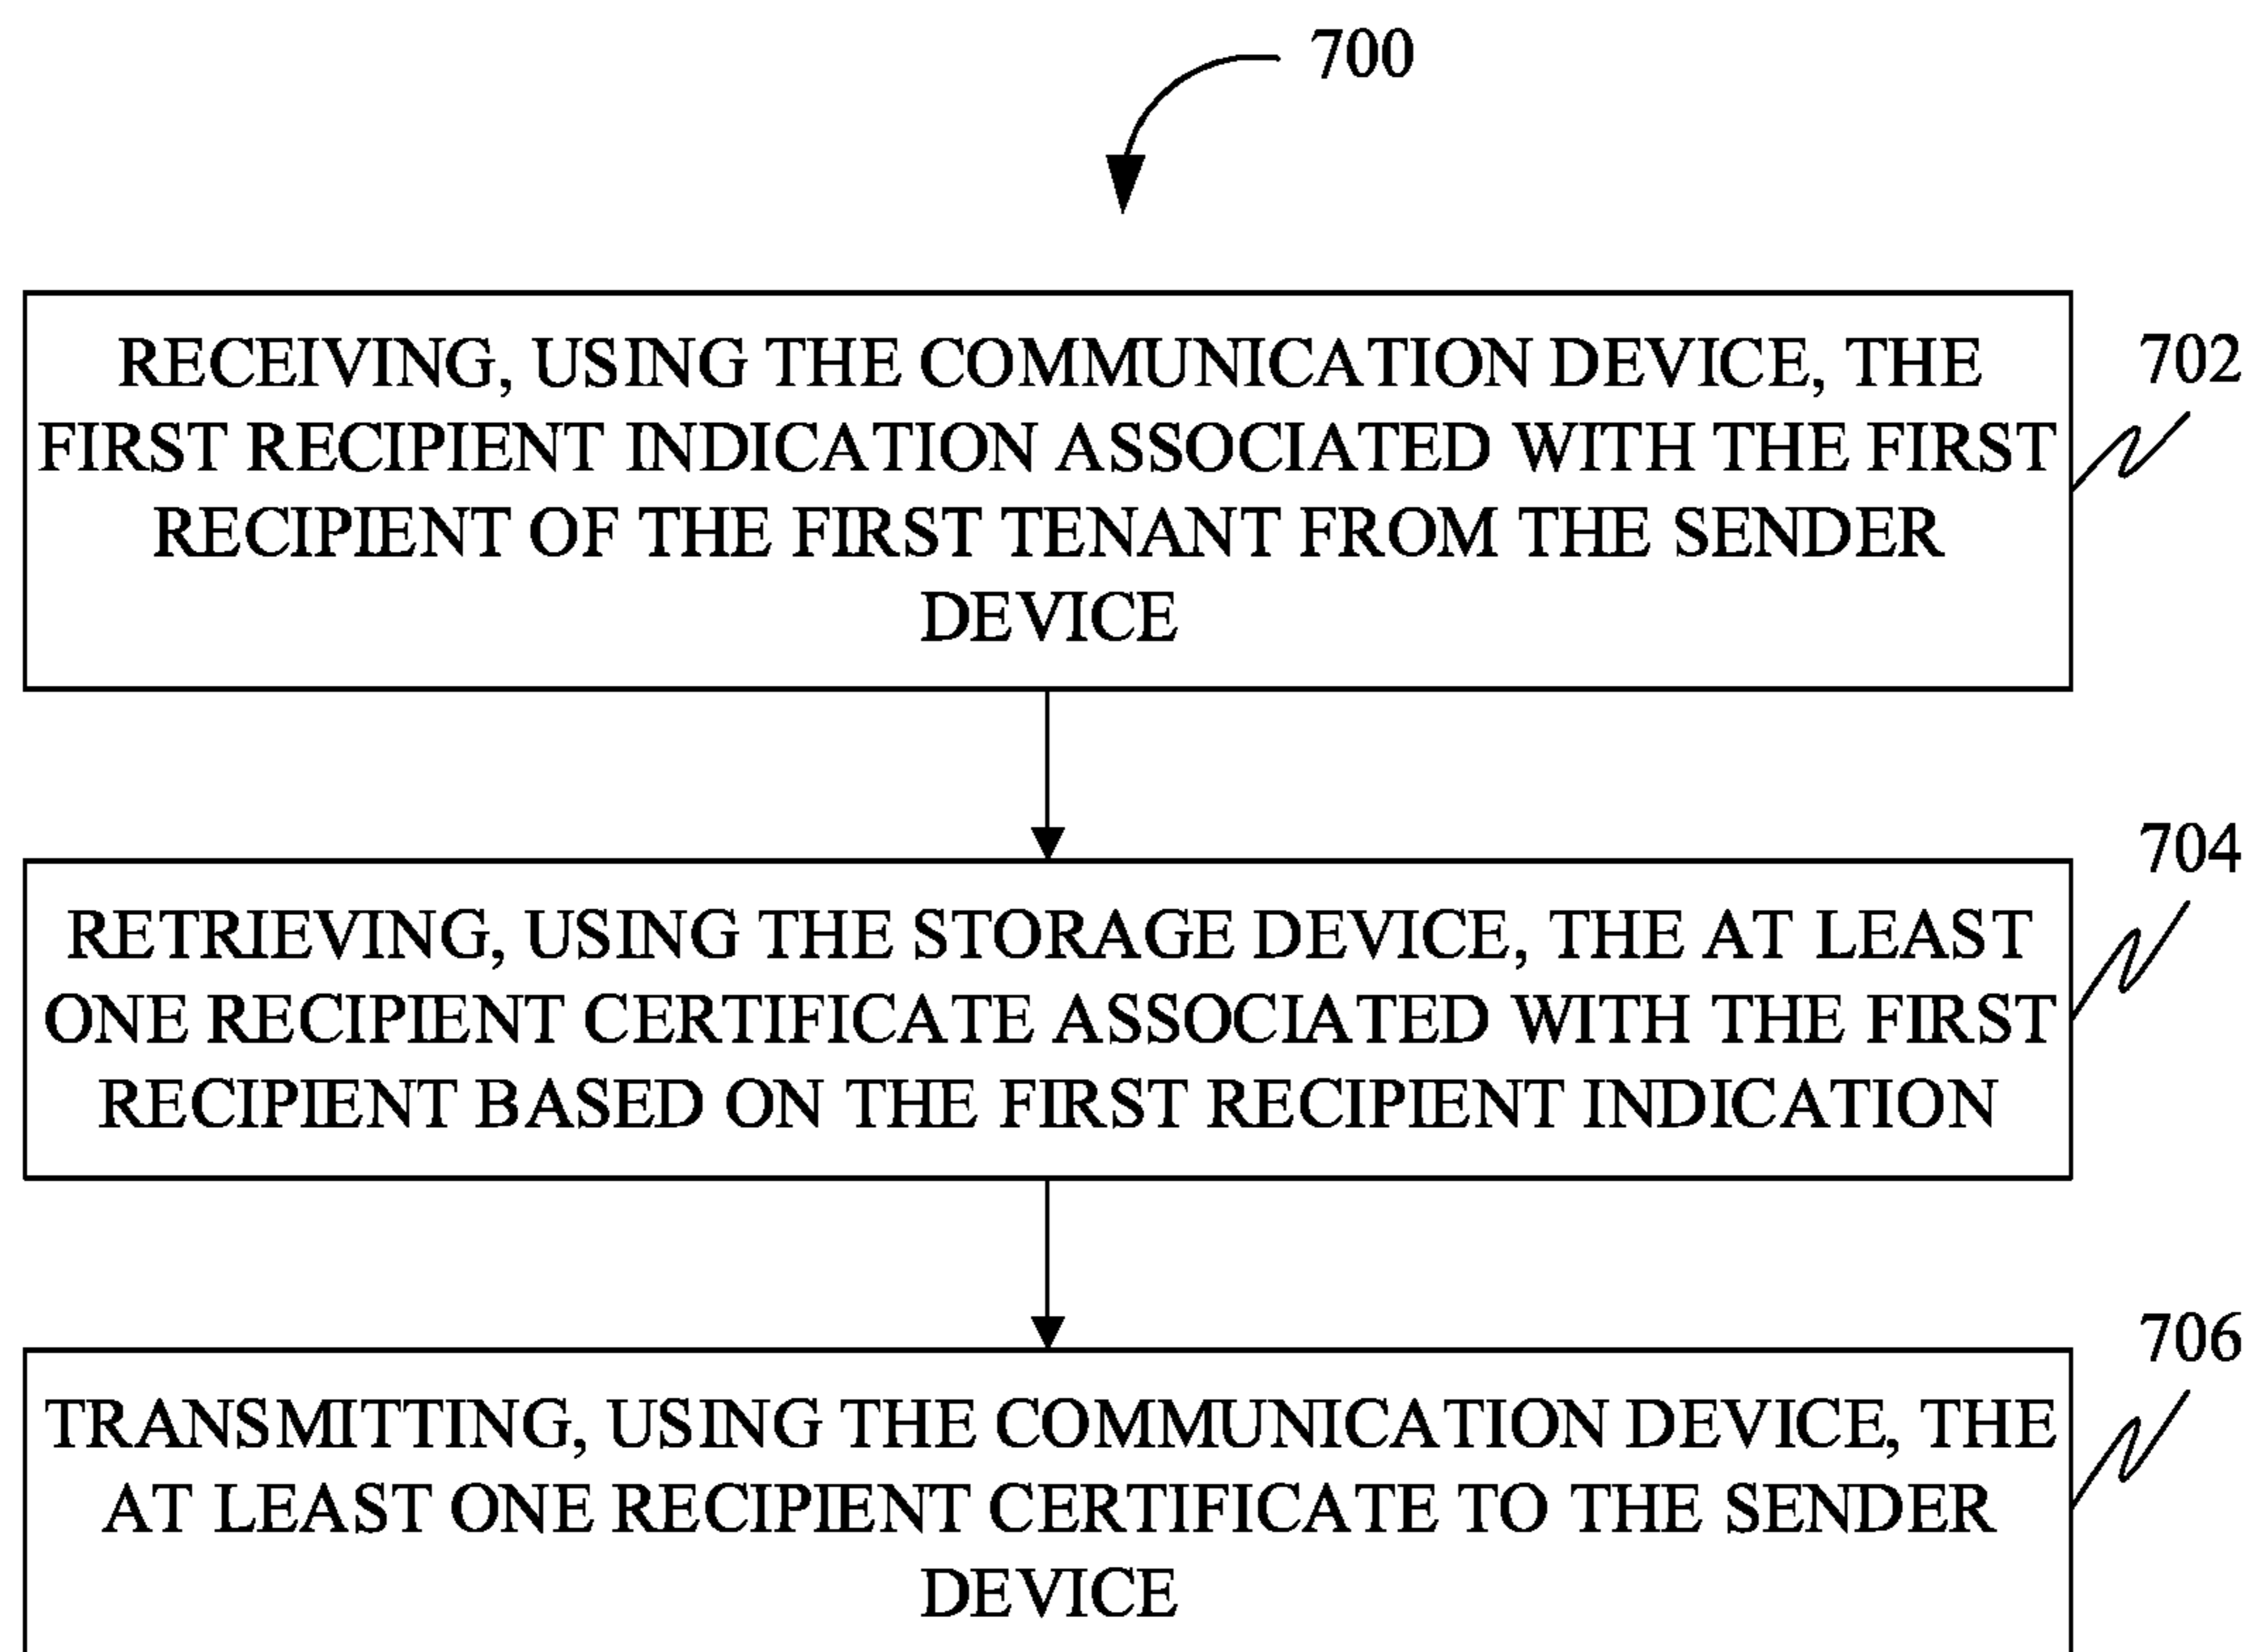 700
RECEIVING, USING THE COMMUNICATION DEVICE, THE
FIRST RECIPIENT INDICATION ASSOCIATED WITH THE FIRST
RECIPIENT OF THE FIRST TENANT FROM THE SENDER
DEVICE
702
RETRIEVING, USING THE STORAGE DEVICE, THE AT LEAST
ONE RECIPIENT CERTIFICATE ASSOCIATED WITH THE FIRST
RECIPIENT BASED ON THE FIRST RECIPIENT INDICATION
704
TRANSMITTING, USING THE COMMUNICATION DEVICE, THE
AT LEAST ONE RECIPIENT CERTIFICATE TO THE SENDER
DEVICE
706